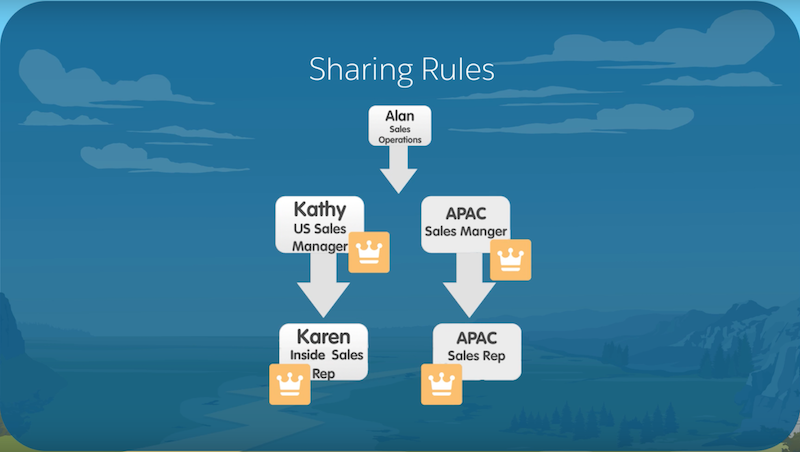 Sharing Rules
Alan
Sales
Operations
Kathy
US Sales
Manager
APAC
Sales Manger
Karen
Inside Sales
Rep
APAC
Sales Rep